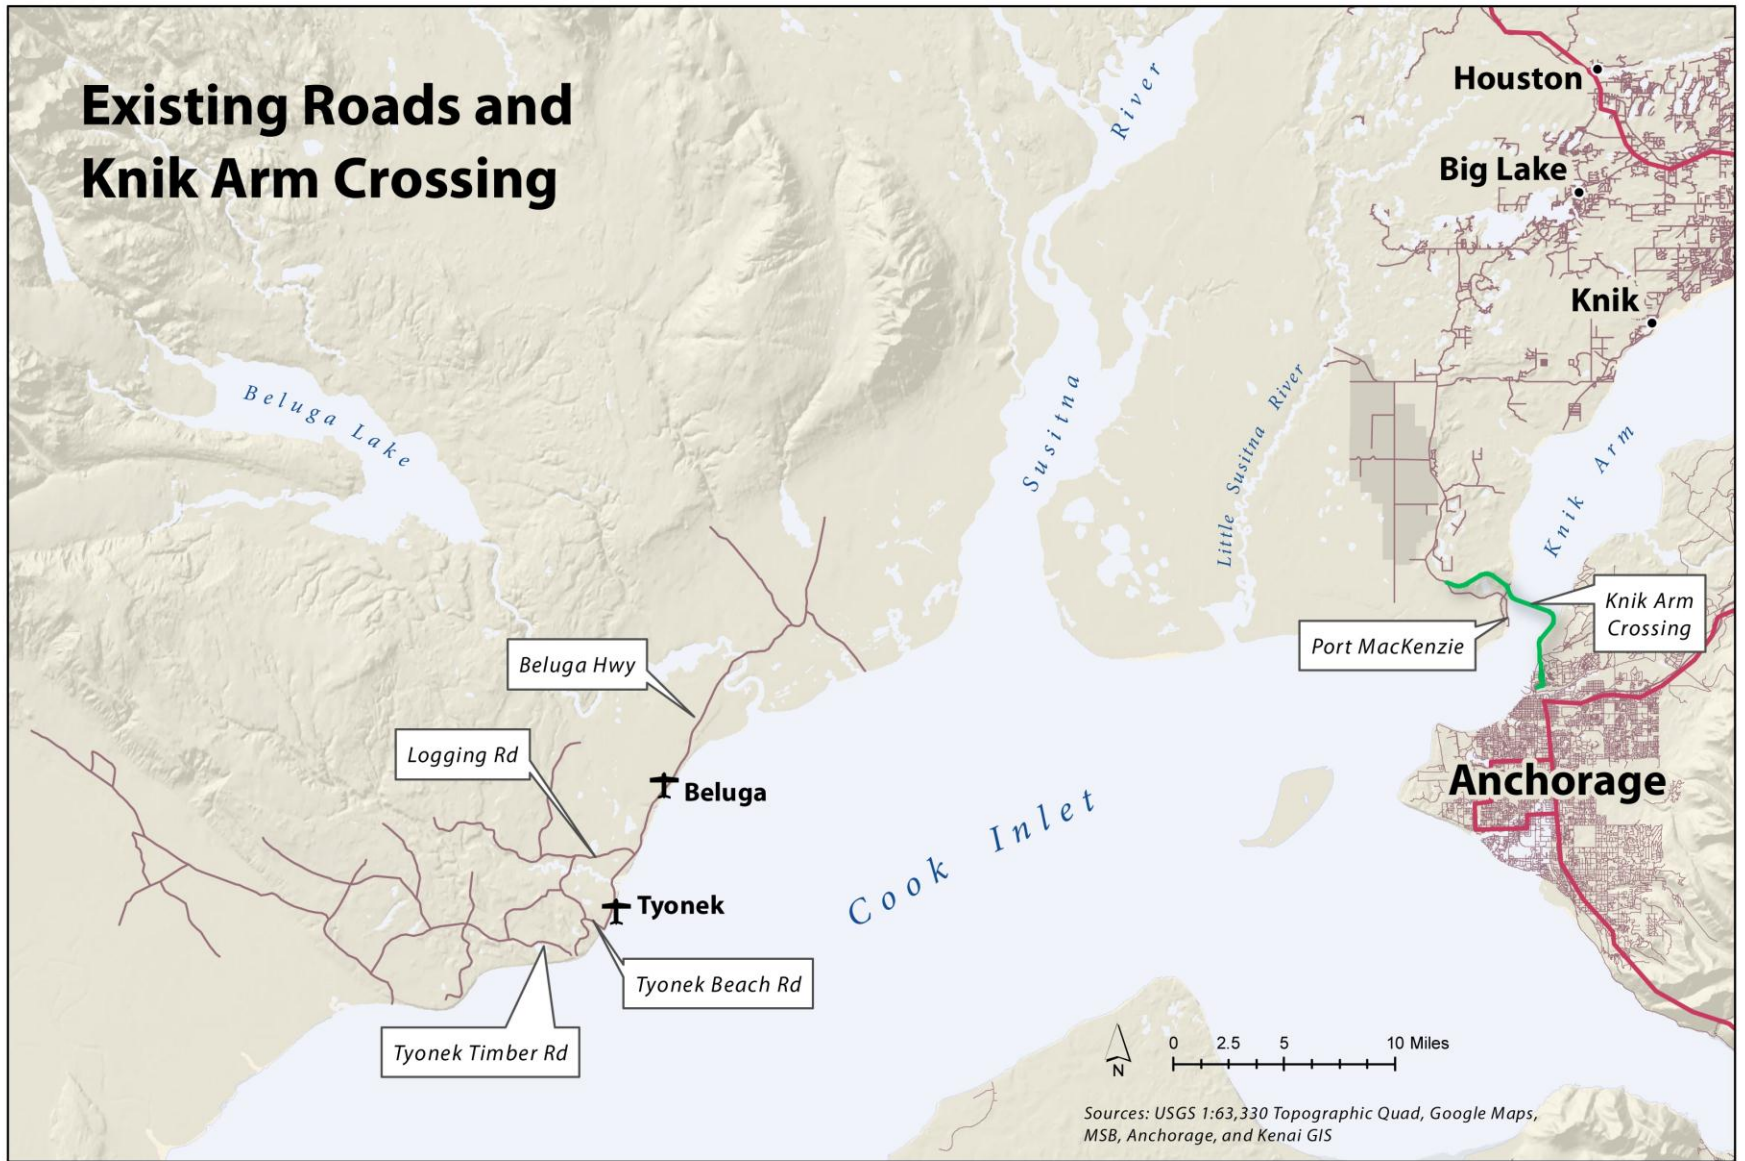 Existing Roads and
Knik Arm Crossing
Houston
Big Lake
Knik
River
Susitna
Little Susitna River
Knik Arm
Beluga Lake
Knik Arm
Crossing
Port MacKenzie
Beluga Hwy
Logging Rd
Beluga
Anchorage
Cook Inlet
Tyonek
Tyonek Beach Rd
Tyonek Timber Rd
N
0 2.5 5 10 Miles
Sources: USGS 1:63,330 Topographic Quad, Google Maps,
MSB, Anchorage, and Kenai GIS